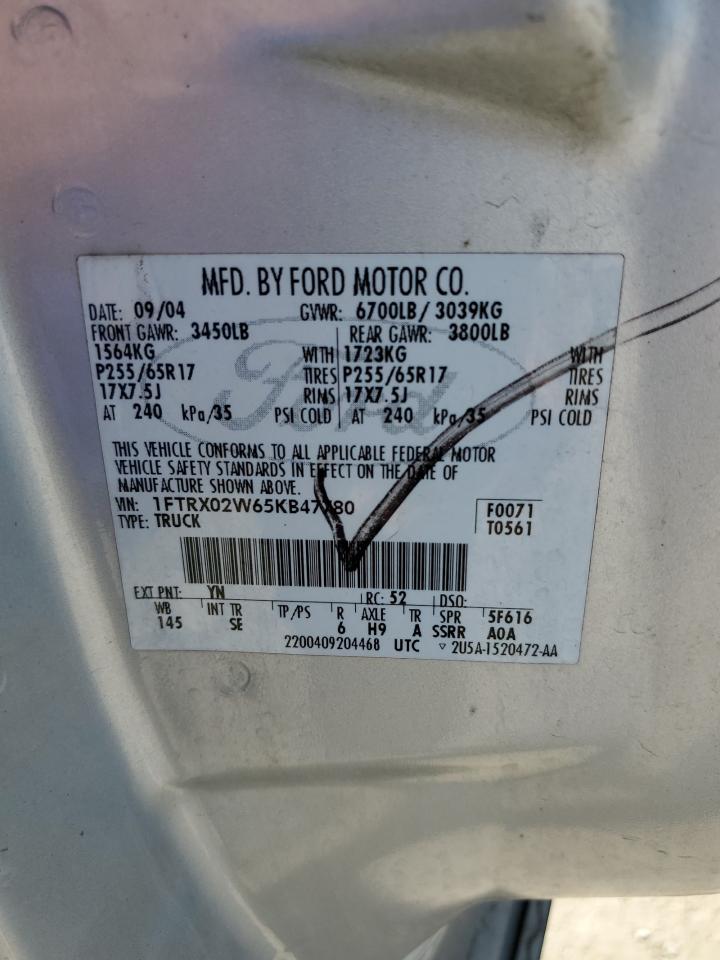 MFD. BY FORD MOTOR CO.
DATE: 09/04 GVWR: 6700LB/ 3039KG
FRONT GAWR: 3450LB REAR GAWR: 3800LB
1564KG WITH 1723KG WITH
P255/65R17 TIRES P255/65R17 TIRES
17X7.5J RIMS 17X7.5J RIMS
AT 240 kPa/35 PSI COLD AT 240 kPa/35 PSI COLD
Ford
THIS VEHICLE CONFORMS TO ALL APPLICABLE FEDERAL MOTOR
VEHICLE SAFETY STANDARDS IN EFFECT ON THE DATE OF
MANUFACTURE SHOWN ABOVE.
VIN: 1FTRX02W65KB47780 F0071
TYPE: TRUCK T0561
EXT PNT: YN RC: 52 DSO:
WB INT TR TP/PS R AXLE TR SPR 5F616
145 SE 6 H9 A SSRR A0A
2200409204468 UTC ▽ 2U5A-1520472-AA